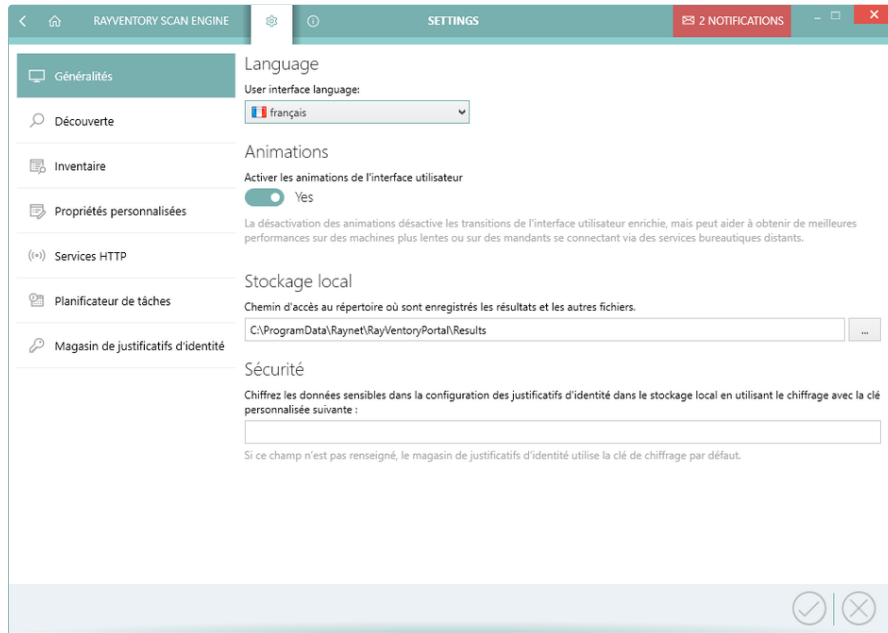 RAYVENTORY SCAN ENGINE
SETTINGS
2 NOTIFICATIONS
Généralités
Découverte
Inventaire
Propriétés personnalisées
Services HTTP
Planificateur de tâches
Magasin de justificatifs d'identité
Language
User interface language:
français
Animations
Activer les animations de l'interface utilisateur
Yes
La désactivation des animations désactive les transitions de l'interface utilisateur enrichie, mais peut aider à obtenir de meilleures
performances sur des machines plus lentes ou sur des mandants se connectant via des services bureautiques distants.
Stockage local
Chemin d'accès au répertoire où sont enregistrés les résultats et les autres fichiers.
C:\ProgramData\Raynet\RayVentoryPortal\Results
...
Sécurité
Chiffrez les données sensibles dans la configuration des justificatifs d'identité dans le stockage local en utilisant le chiffrage avec la clé
personnalisée suivante :
Si ce champ n'est pas renseigné, le magasin de justificatifs d'identité utilise la clé de chiffrage par défaut.